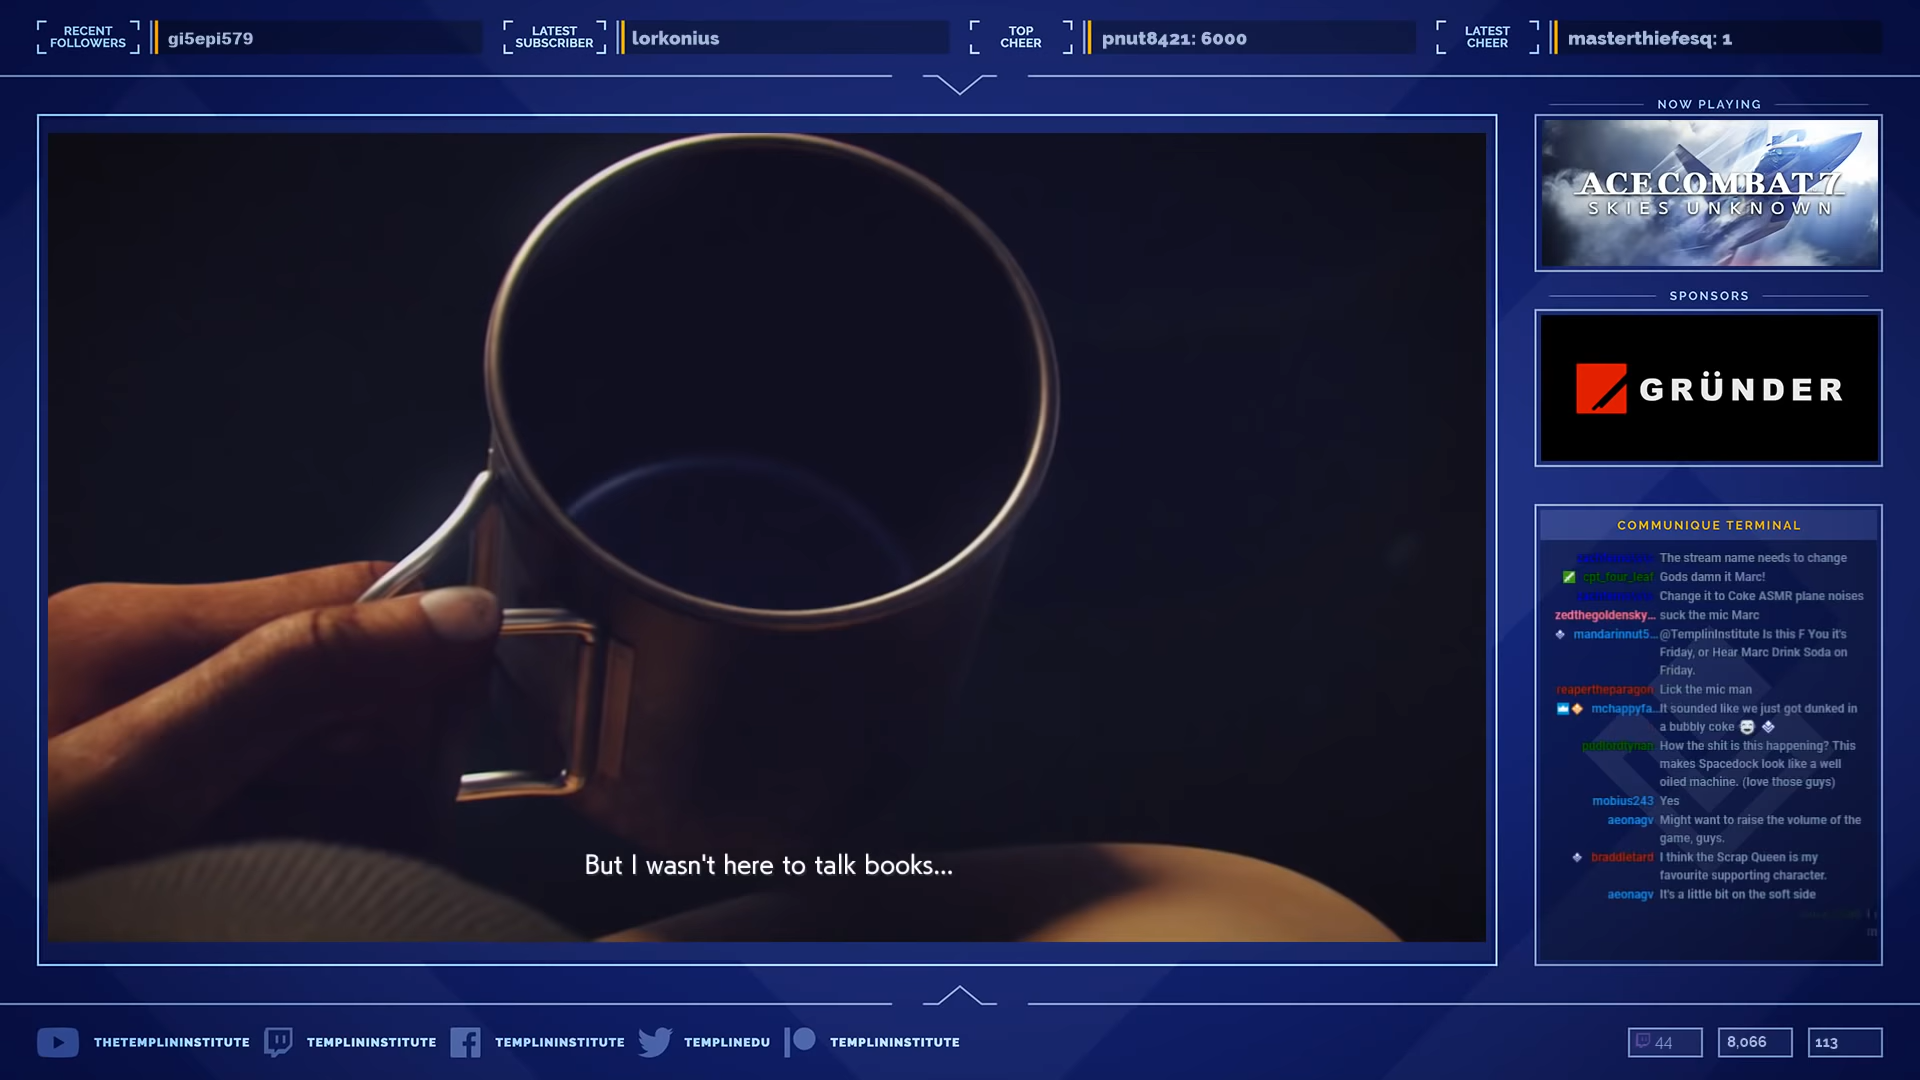 RECENT
FOLLOWERS
gi5epi579
LATEST
SUBSCRIBER
lorkonius
TOP
CHEER
pnut8421: 6000
LATEST
CHEER
masterthiefesq: 1
But I wasn't here to talk books...
NOW PLAYING
ACE COMBAT 7
SKIES UNKNOWN
SPONSORS
GRÜNDER
COMMUNIQUE TERMINAL
The stream name needs to change
cpt_four_leaf Gods damn it Marc!
Change it to Coke ASMR plane noises
zedthegoldensky... suck the mic Marc
mandarinnut5... @TemplinInstitute Is this F You it's
Friday, or Hear Marc Drink Soda on
Friday.
reapertheparagon Lick the mic man
mchappyfa... It sounded like we just got dunked in
a bubbly coke
How the shit is this happening? This
makes Spacedock look like a well
oiled machine. (love those guys)
mobius243 Yes
aeonagv Might want to raise the volume of the
game, guys.
braddletard I think the Scrap Queen is my
favourite supporting character.
aeonagv It's a little bit on the soft side
THETEMPLININSTITUTE
TEMPLININSTITUTE
TEMPLININSTITUTE
TEMPLINEDU
TEMPLININSTITUTE
44
8,066
113